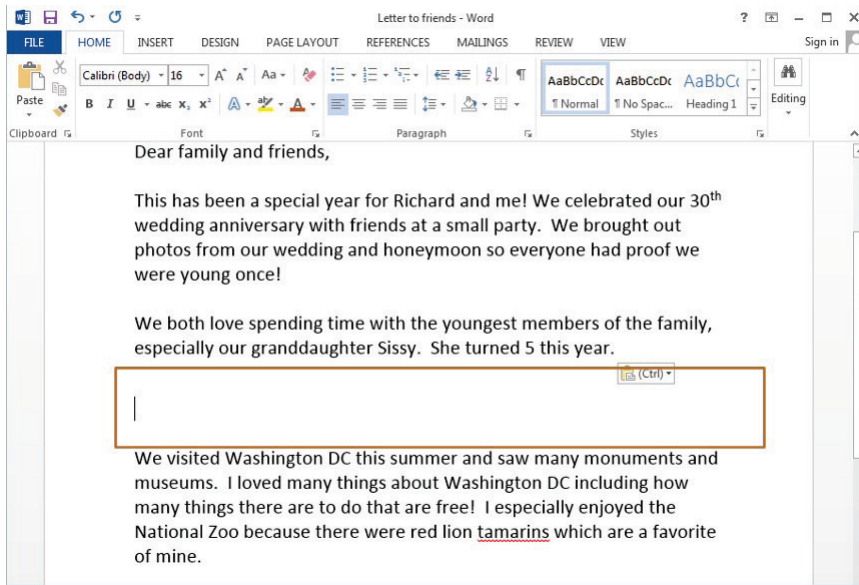 Letter to friends - Word
?
FILE HOME INSERT DESIGN PAGE LAYOUT REFERENCES MAILINGS REVIEW VIEW Sign in
Paste
Calibri (Body) 16 A A Aa
B I U abc X₂ X² A aby A
AaBbCcDc AaBbCcDc AaBbCc
¶ Normal ¶ No Spac... Heading 1
Editing
Clipboard Font Paragraph Styles
Dear family and friends,
This has been a special year for Richard and me! We celebrated our 30th
wedding anniversary with friends at a small party. We brought out
photos from our wedding and honeymoon so everyone had proof we
were young once!
We both love spending time with the youngest members of the family,
especially our granddaughter Sissy. She turned 5 this year.
(Ctrl)
We visited Washington DC this summer and saw many monuments and
museums. I loved many things about Washington DC including how
many things there are to do that are free! I especially enjoyed the
National Zoo because there were red lion tamarins which are a favorite
of mine.